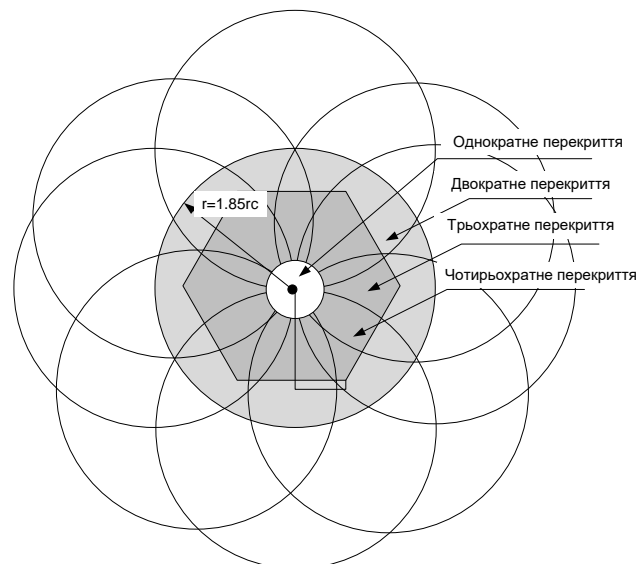 Однократне перекриття
Двократне перекриття
r=1.85rc
Трьохратне перекриття
Чотирьохратне перекриття